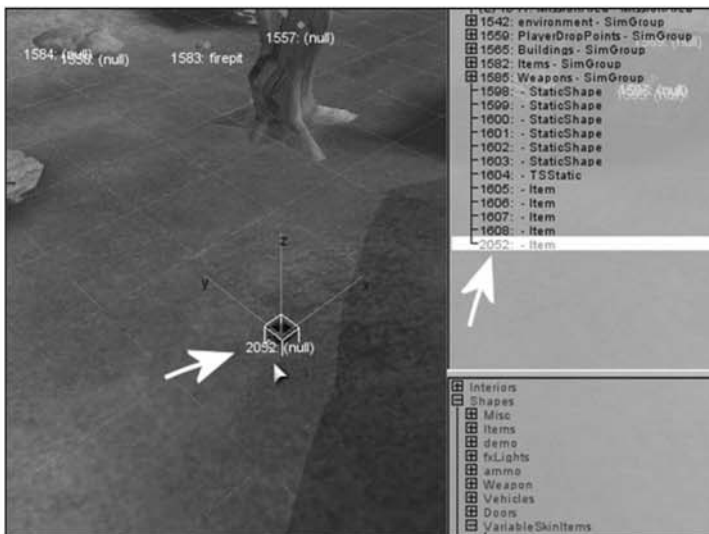 1557: (null)
1584: (null)
(null)
1583: firepit
z
y
x
2052: (null)
1542: environment - SimGroup
1559: PlayerDropPoints - SimGroup
1565: Buildings - SimGroup
1582: Items - SimGroup
1585: Weapons - SimGroup
1598: - StaticShape
1599: - StaticShape
1600: - StaticShape
1601: - StaticShape
1602: - StaticShape
1603: - StaticShape
1604: - TSStatic
1605: - Item
1606: - Item
1607: - Item
1608: - Item
2052: - Item
Interiors
Shapes
Misc
Items
demo
fxLights
ammo
Weapon
Vehicles
Doors
VariableSkinItems